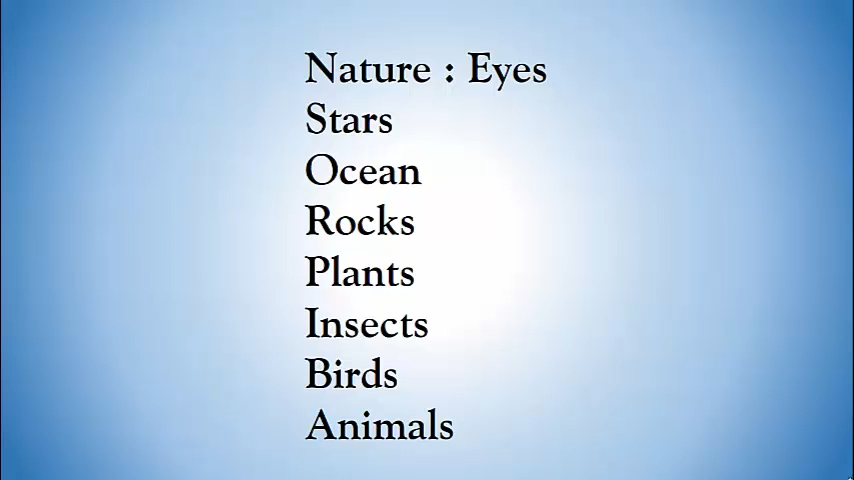 Nature : Eyes
Stars
Ocean
Rocks
Plants
Insects
Birds
Animals